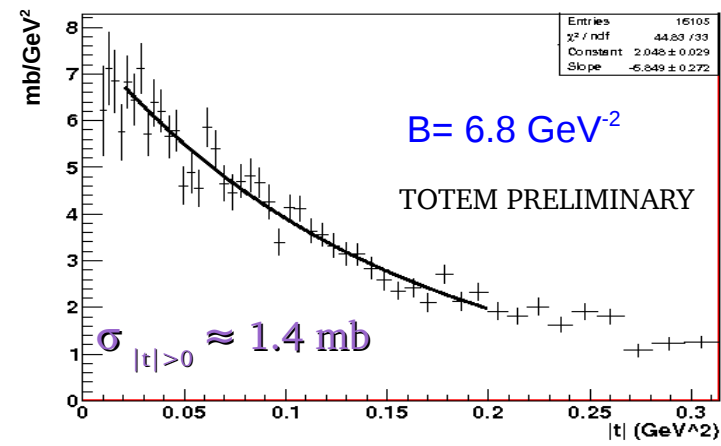 mb/GeV²
8
7
6
5
4
3
2
1
0
Entries 15105
χ² / ndf 44.83 / 33
Constant 2.048 ± 0.029
Slope -6.849 ± 0.272
B= 6.8 GeV⁻²
TOTEM PRELIMINARY
σ |t|>0 ≈ 1.4 mb
0 0.05 0.1 0.15 0.2 0.25 0.3
|t| (GeV^2)